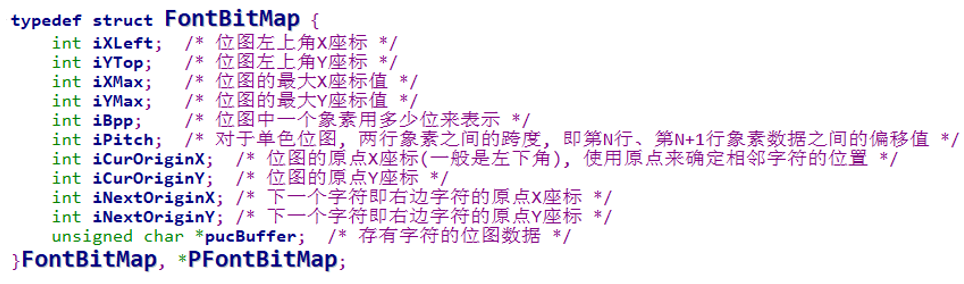 typedef struct FontBitMap {
    int iXLeft;  /* 位图左上角X座标 */
    int iYTop;   /* 位图左上角Y座标 */
    int iXMax;   /* 位图的最大X座标值 */
    int iYMax;   /* 位图的最大Y座标值 */
    int iBpp;    /* 位图中一个象素用多少位来表示 */
    int iPitch;  /* 对于单色位图, 两行象素之间的跨度, 即第N行、第N+1行象素数据之间的偏移值 */
    int iCurOriginX;  /* 位图的原点X座标(一般是左下角), 使用原点来确定相邻字符的位置 */
    int iCurOriginY;  /* 位图的原点Y座标 */
    int iNextOriginX; /* 下一个字符即右边字符的原点X座标 */
    int iNextOriginY; /* 下一个字符即右边字符的原点Y座标 */
    unsigned char *pucBuffer;  /* 存有字符的位图数据 */
}FontBitMap, *PFontBitMap;